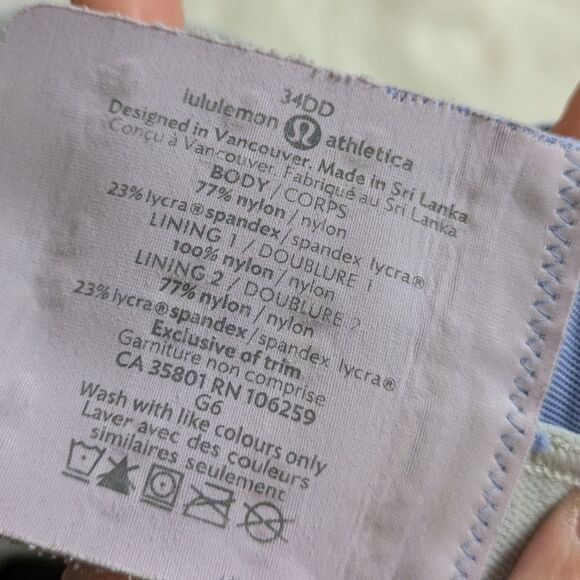 34DD
lululemon athletica
Designed in Vancouver. Made in Sri Lanka
Conçu à Vancouver. Fabriqué au Sri Lanka
BODY / CORPS
77% nylon / nylon
23% lycra® spandex / spandex lycra®
LINING 1 / DOUBLURE 1
100% nylon / nylon
LINING 2 / DOUBLURE 2
77% nylon / nylon
23% lycra® spandex / spandex lycra®
Exclusive of trim
Garniture non comprise
CA 35801 RN 106259
G6
Wash with like colours only
Laver avec des couleurs
similaires seulement